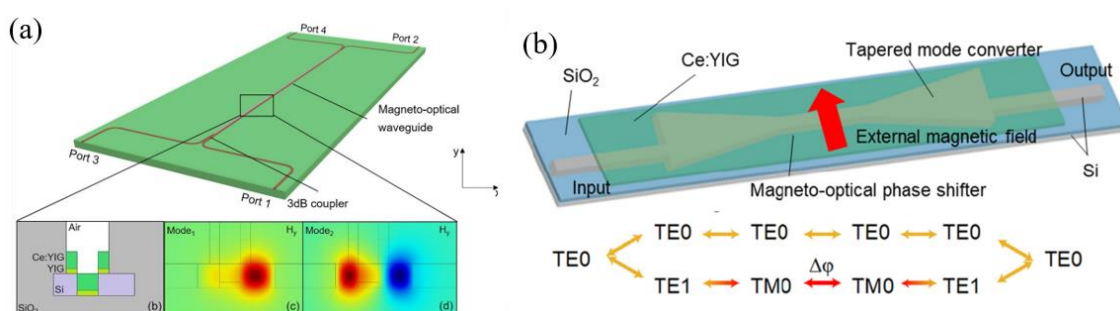 (a)
Port 4
Port 2
Magneto-optical
waveguide
Port 3
Port 1
3dB coupler
y
Air
Ce:YIG
YIG
Si
SiO₂
(b)
Mode₁
Hy
(c)
Mode₂
Hy
(d)
(b)
SiO₂
Ce:YIG
Tapered mode converter
Output
External magnetic field
Si
Input
Magneto-optical phase shifter
TE0 TE0 TE0 TE0
TE0 Δφ TE0
TE1 TM0 TM0 TE1